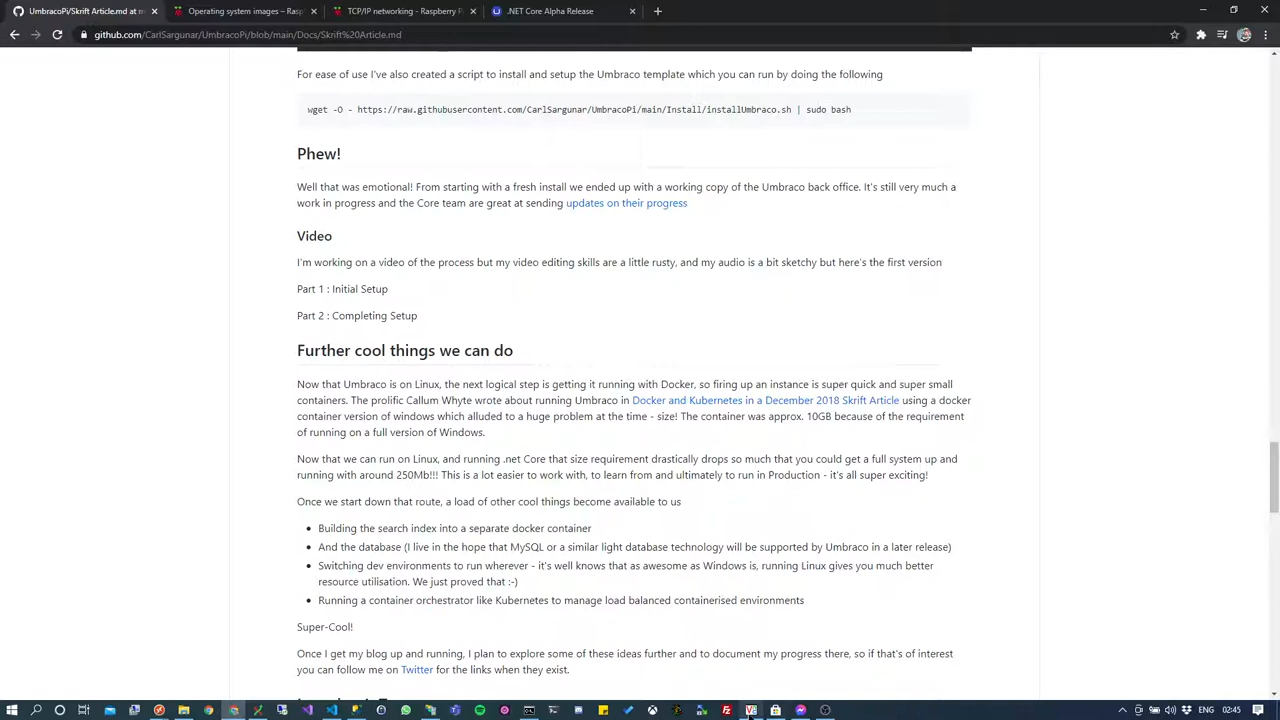 UmbracoPi/Skrift Article.md at m
Operating system images – Rasp
TCP/IP networking - Raspberry P
.NET Core Alpha Release
github.com/CarlSargunar/UmbracoPi/blob/main/Docs/Skrift%20Article.md
For ease of use I've also created a script to install and setup the Umbraco template which you can run by doing the following
wget -O - https://raw.githubusercontent.com/CarlSargunar/UmbracoPi/main/Install/installUmbraco.sh | sudo bash
Phew!
Well that was emotional! From starting with a fresh install we ended up with a working copy of the Umbraco back office. It's still very much a
work in progress and the Core team are great at sending updates on their progress
Video
I'm working on a video of the process but my video editing skills are a little rusty, and my audio is a bit sketchy but here's the first version
Part 1 : Initial Setup
Part 2 : Completing Setup
Further cool things we can do
Now that Umbraco is on Linux, the next logical step is getting it running with Docker, so firing up an instance is super quick and super small
containers. The prolific Callum Whyte wrote about running Umbraco in Docker and Kubernetes in a December 2018 Skrift Article using a docker
container version of windows which alluded to a huge problem at the time - size! The container was approx. 10GB because of the requirement
of running on a full version of Windows.
Now that we can run on Linux, and running .net Core that size requirement drastically drops so much that you could get a full system up and
running with around 250Mb!!! This is a lot easier to work with, to learn from and ultimately to run in Production - it's all super exciting!
Once we start down that route, a load of other cool things become available to us
Building the search index into a separate docker container
And the database (I live in the hope that MySQL or a similar light database technology will be supported by Umbraco in a later release)
Switching dev environments to run wherever - it's well knows that as awesome as Windows is, running Linux gives you much better
resource utilisation. We just proved that :-)
Running a container orchestrator like Kubernetes to manage load balanced containerised environments
Super-Cool!
Once I get my blog up and running, I plan to explore some of these ideas further and to document my progress there, so if that's of interest
you can follow me on Twitter for the links when they exist.
02:45